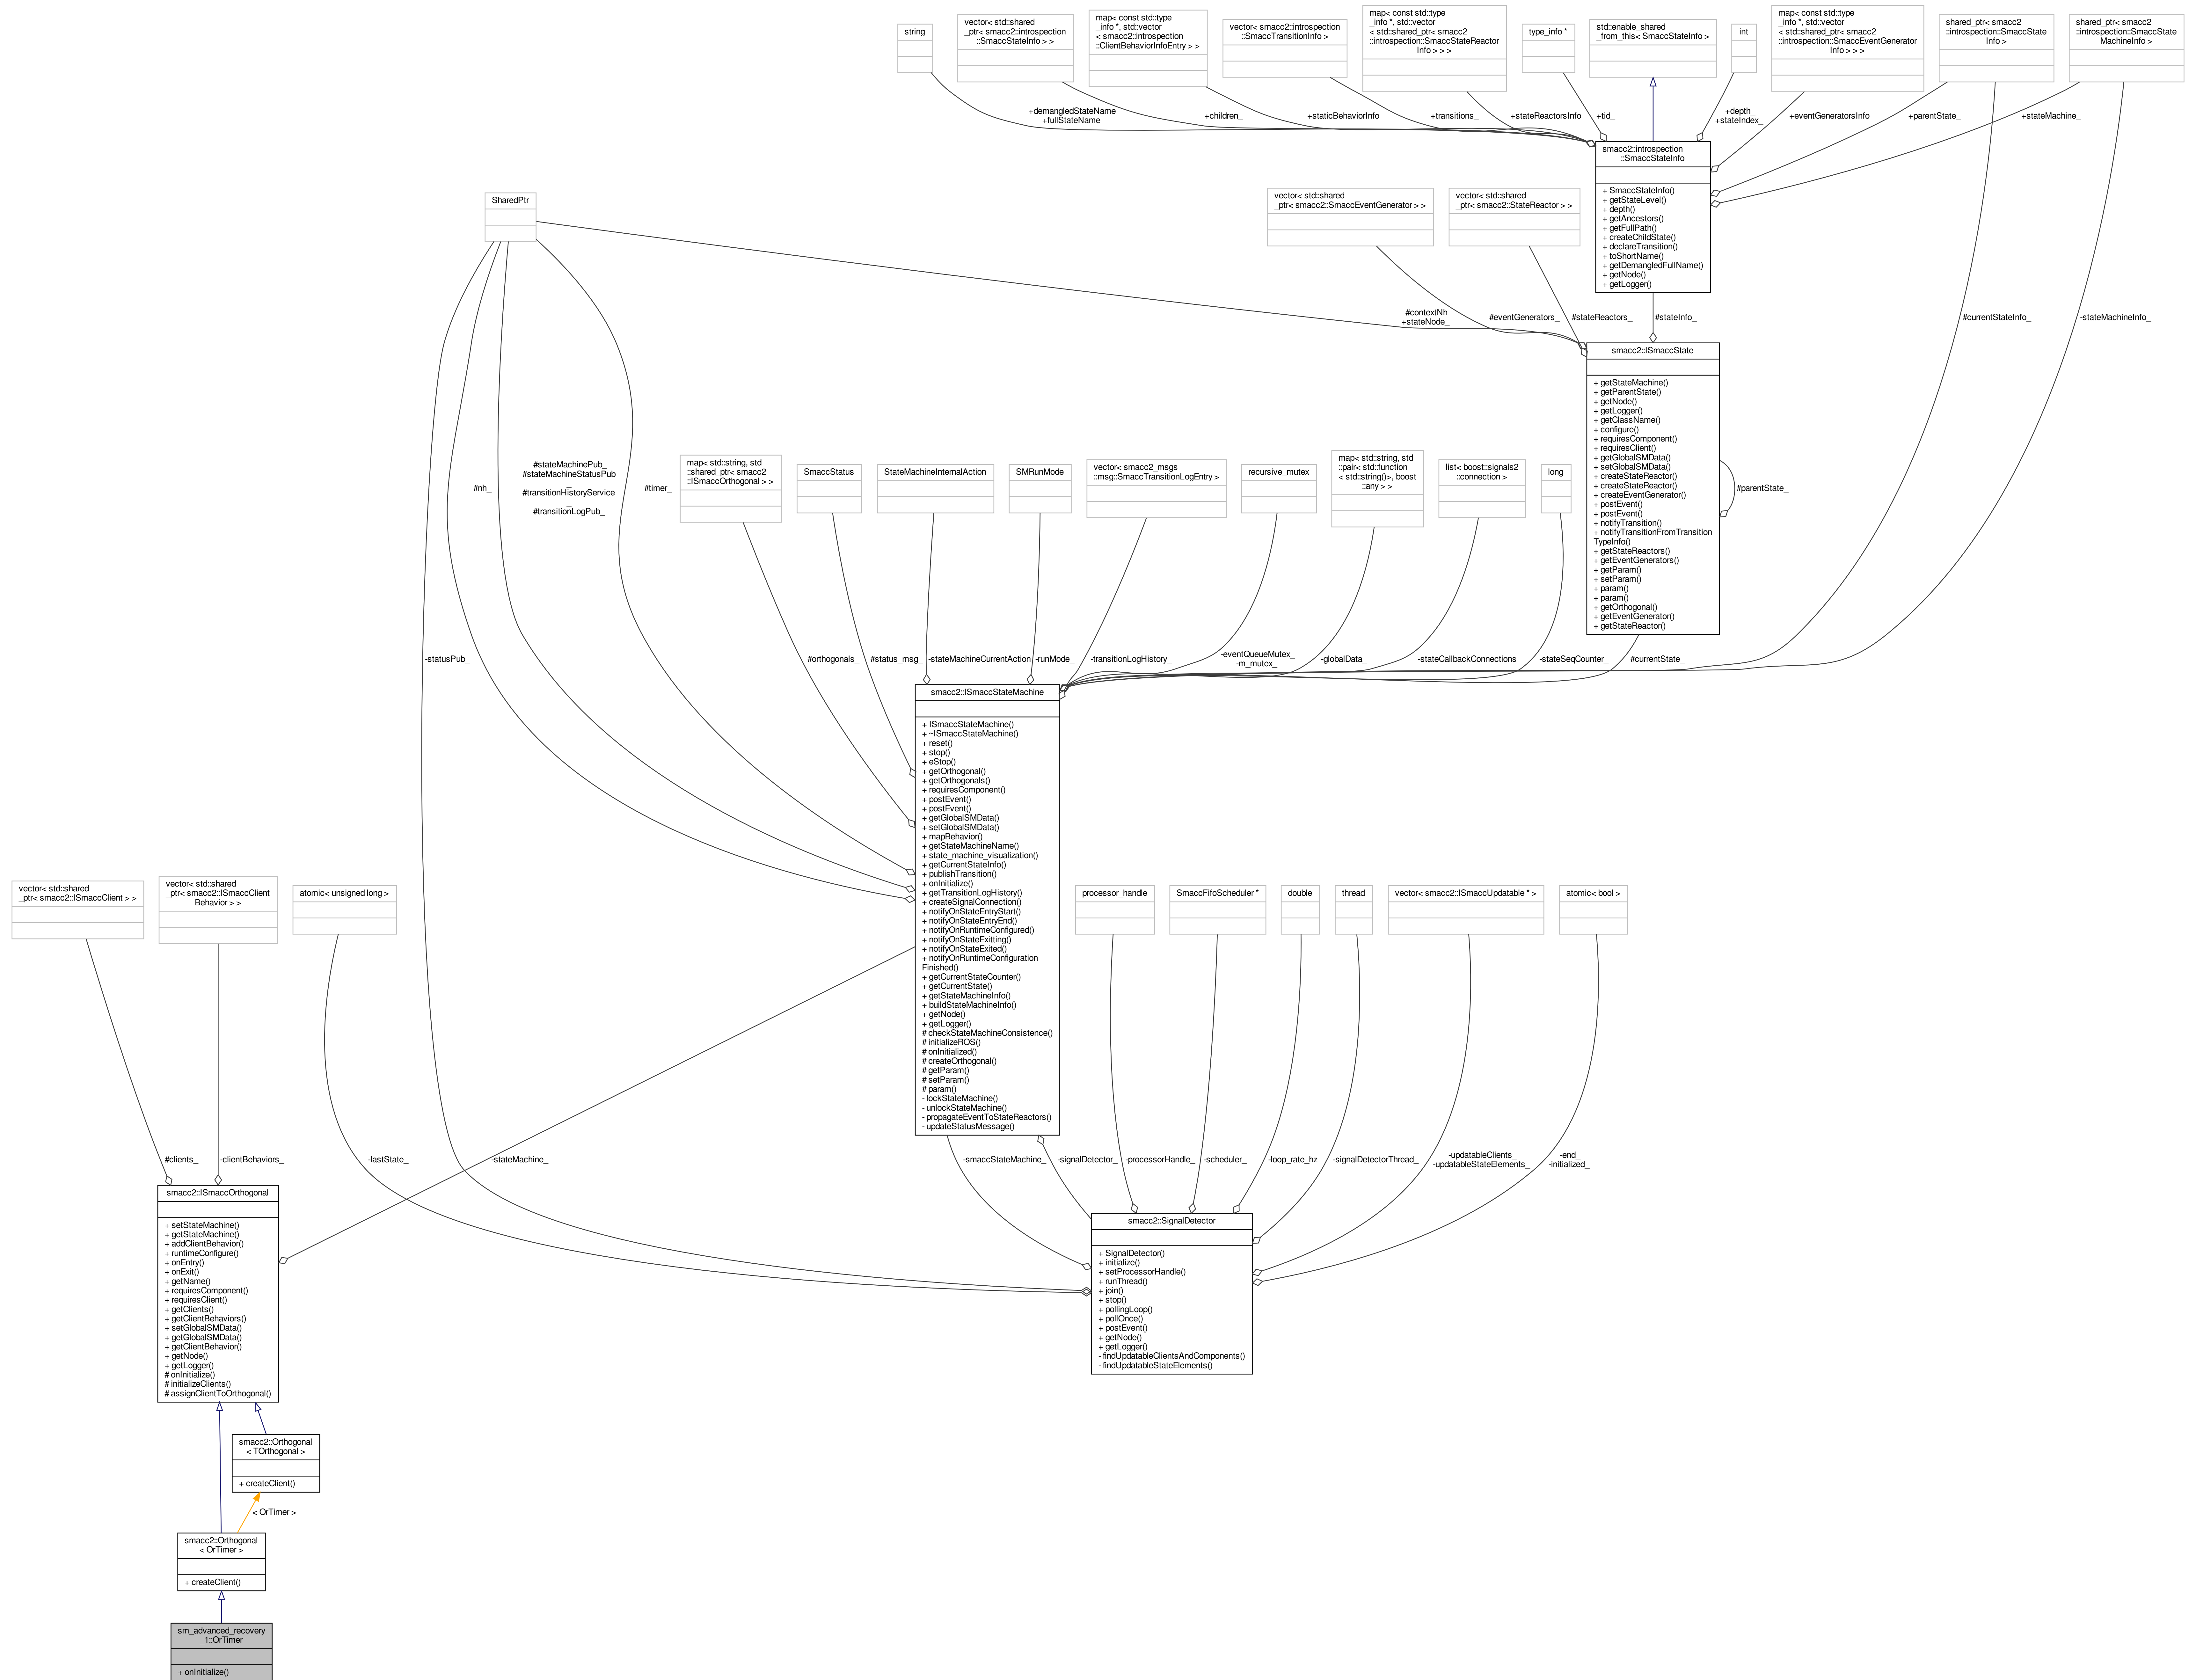 string
vector< std::shared
_ptr< smacc2::introspection
::SmaccStateInfo > >
map< const std::type
_info *, std::vector
< smacc2::introspection
::ClientBehaviorInfoEntry > >
vector< smacc2::introspection
::SmaccTransitionInfo >
map< const std::type
_info *, std::vector
< std::shared_ptr< smacc2
::introspection::SmaccStateReactor
Info > > >
type_info *
std::enable_shared
_from_this< SmaccStateInfo >
int
map< const std::type
_info *, std::vector
< std::shared_ptr< smacc2
::introspection::SmaccEventGenerator
Info > > >
shared_ptr< smacc2
::introspection::SmaccState
Info >
shared_ptr< smacc2
::introspection::SmaccState
MachineInfo >
+demangledStateName
+fullStateName
+children_
+staticBehaviorInfo
+transitions_
+stateReactorsInfo
+tid_
+depth_
+stateIndex_
+eventGeneratorsInfo
+parentState_
+stateMachine_
smacc2::introspection
::SmaccStateInfo
+ SmaccStateInfo()
+ getStateLevel()
+ depth()
+ getAncestors()
+ getFullPath()
+ createChildState()
+ declareTransition()
+ toShortName()
+ getDemangledFullName()
+ getNode()
+ getLogger()
SharedPtr
vector< std::shared
_ptr< smacc2::SmaccEventGenerator > >
vector< std::shared
_ptr< smacc2::StateReactor > >
#contextNh
+stateNode_
#eventGenerators_
#stateReactors_
#stateInfo_
#currentStateInfo_
-stateMachineInfo_
smacc2::ISmaccState
+ getStateMachine()
+ getParentState()
+ getNode()
+ getLogger()
+ getClassName()
+ configure()
+ requiresComponent()
+ requiresClient()
+ getGlobalSMData()
+ setGlobalSMData()
+ createStateReactor()
+ createEventGenerator()
+ postEvent()
+ postEvent()
+ notifyTransition()
+ notifyTransitionFromTransition
TypeInfo()
+ getStateReactors()
+ getEventGenerators()
+ getParam()
+ setParam()
+ param()
+ param()
+ getOrthogonal()
+ getEventGenerator()
+ getStateReactor()
#parentState_
#nh_
#stateMachinePub_
#stateMachineStatusPub
_
#transitionHistoryService
_
#transitionLogPub_
#timer_
map< std::string, std
::shared_ptr< smacc2
::ISmaccOrthogonal > >
SmaccStatus
StateMachineInternalAction
SMRunMode
vector< smacc2_msgs
::msg::SmaccTransitionLogEntry >
recursive_mutex
map< std::string, std
::pair< std::function
< std::string()>, boost
::any > >
list< boost::signals2
::connection >
long
-statusPub_
#orthogonals_
#status_msg_
-stateMachineCurrentAction
-runMode_
-transitionLogHistory_
-eventQueueMutex_
-m_mutex_
-globalData_
-stateCallbackConnections
-stateSeqCounter_
#currentState_
smacc2::ISmaccStateMachine
+ ISmaccStateMachine()
+ ~ISmaccStateMachine()
+ reset()
+ stop()
+ eStop()
+ getOrthogonal()
+ getOrthogonals()
+ requiresComponent()
+ postEvent()
+ postEvent()
+ getGlobalSMData()
+ setGlobalSMData()
+ mapBehavior()
+ getStateMachineName()
+ state_machine_visualization()
+ getCurrentStateInfo()
+ publishTransition()
+ onInitialize()
+ getTransitionLogHistory()
+ createSignalConnection()
+ notifyOnStateEntryStart()
+ notifyOnStateEntryEnd()
+ notifyOnRuntimeConfigured()
+ notifyOnStateExitting()
+ notifyOnStateExited()
+ notifyOnRuntimeConfiguration
Finished()
+ getCurrentStateCounter()
+ getCurrentState()
+ getStateMachineInfo()
+ buildStateMachineInfo()
+ getNode()
+ getLogger()
# checkStateMachineConsistence()
# initializeROS()
# onInitialized()
# createOrthogonal()
# getParam()
# setParam()
# param()
- lockStateMachine()
- unlockStateMachine()
- propagateEventToStateReactors()
- updateStatusMessage()
vector< std::shared
_ptr< smacc2::ISmaccClient > >
vector< std::shared
_ptr< smacc2::ISmaccClient
Behavior > >
atomic< unsigned long >
processor_handle
SmaccFifoScheduler *
double
thread
vector< smacc2::ISmaccUpdatable * >
atomic< bool >
#clients_
-clientBehaviors_
-lastState_
-stateMachine_
-smaccStateMachine_
-signalDetector_
-processorHandle_
-scheduler_
-loop_rate_hz
-signalDetectorThread_
-updatableClients_
-updatableStateElements_
-end_
-initialized_
smacc2::ISmaccOrthogonal
+ setStateMachine()
+ getStateMachine()
+ addClientBehavior()
+ runtimeConfigure()
+ onEntry()
+ onExit()
+ getName()
+ requiresComponent()
+ requiresClient()
+ getClients()
+ getClientBehaviors()
+ setGlobalSMData()
+ getGlobalSMData()
+ getClientBehavior()
+ getNode()
+ getLogger()
# onInitialize()
# initializeClients()
# assignClientToOrthogonal()
smacc2::SignalDetector
+ SignalDetector()
+ initialize()
+ setProcessorHandle()
+ runThread()
+ join()
+ stop()
+ pollingLoop()
+ pollOnce()
+ postEvent()
+ getNode()
+ getLogger()
- findUpdatableClientsAndComponents()
- findUpdatableStateElements()
smacc2::Orthogonal
< TOrthogonal >
+ createClient()
< OrTimer >
smacc2::Orthogonal
< OrTimer >
+ createClient()
sm_advanced_recovery
_1::OrTimer
+ onInitialize()